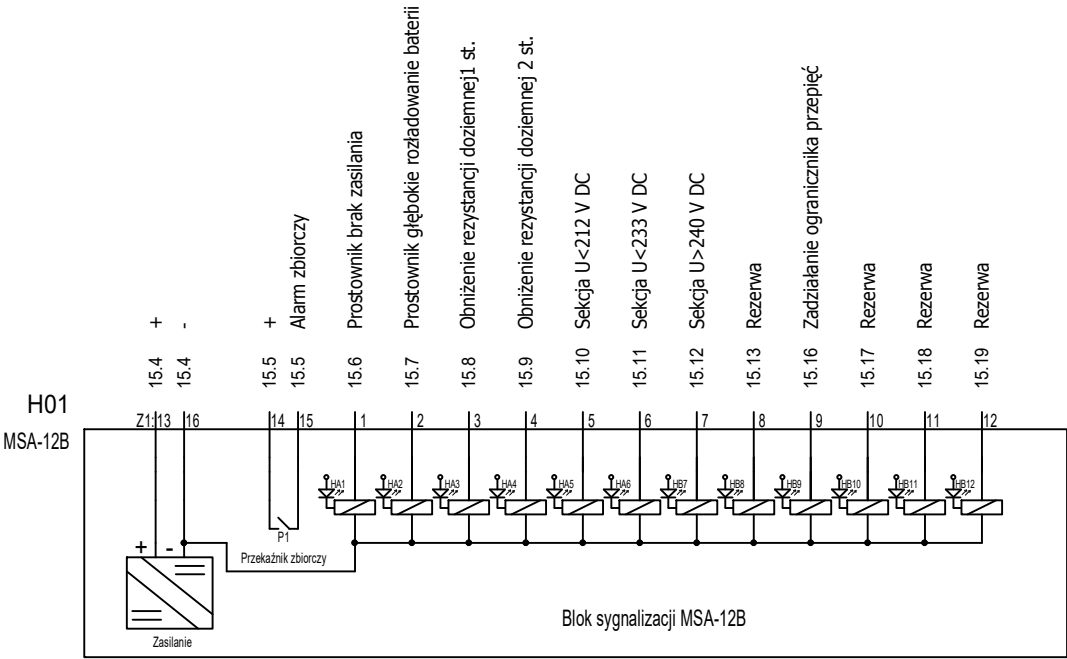 +
-
+
Alarm zbiorczy
Prostownik brak zasilania
Prostownik głębokie rozładowanie baterii
Obniżenie rezystancji doziemnej1 st.
Obniżenie rezystancji doziemnej 2 st.
Sekcja U<212 V DC
Sekcja U<233 V DC
Sekcja U>240 V DC
Rezerwa
Zadziałanie ogranicznika przepięć
Rezerwa
Rezerwa
Rezerwa
15.4
15.4
15.5
15.5
15.6
15.7
15.8
15.9
15.10
15.11
15.12
15.13
15.16
15.17
15.18
15.19
H01
MSA-12B
Z1:13
16
14
15
1
2
3
4
5
6
7
8
9
10
11
12
HA1
HA2
HA3
HA4
HA5
HA6
HB7
HB8
HB9
HB10
HB11
HB12
P1
+ -
Przekaźnik zbiorczy
Zasilanie
Blok sygnalizacji MSA-12B